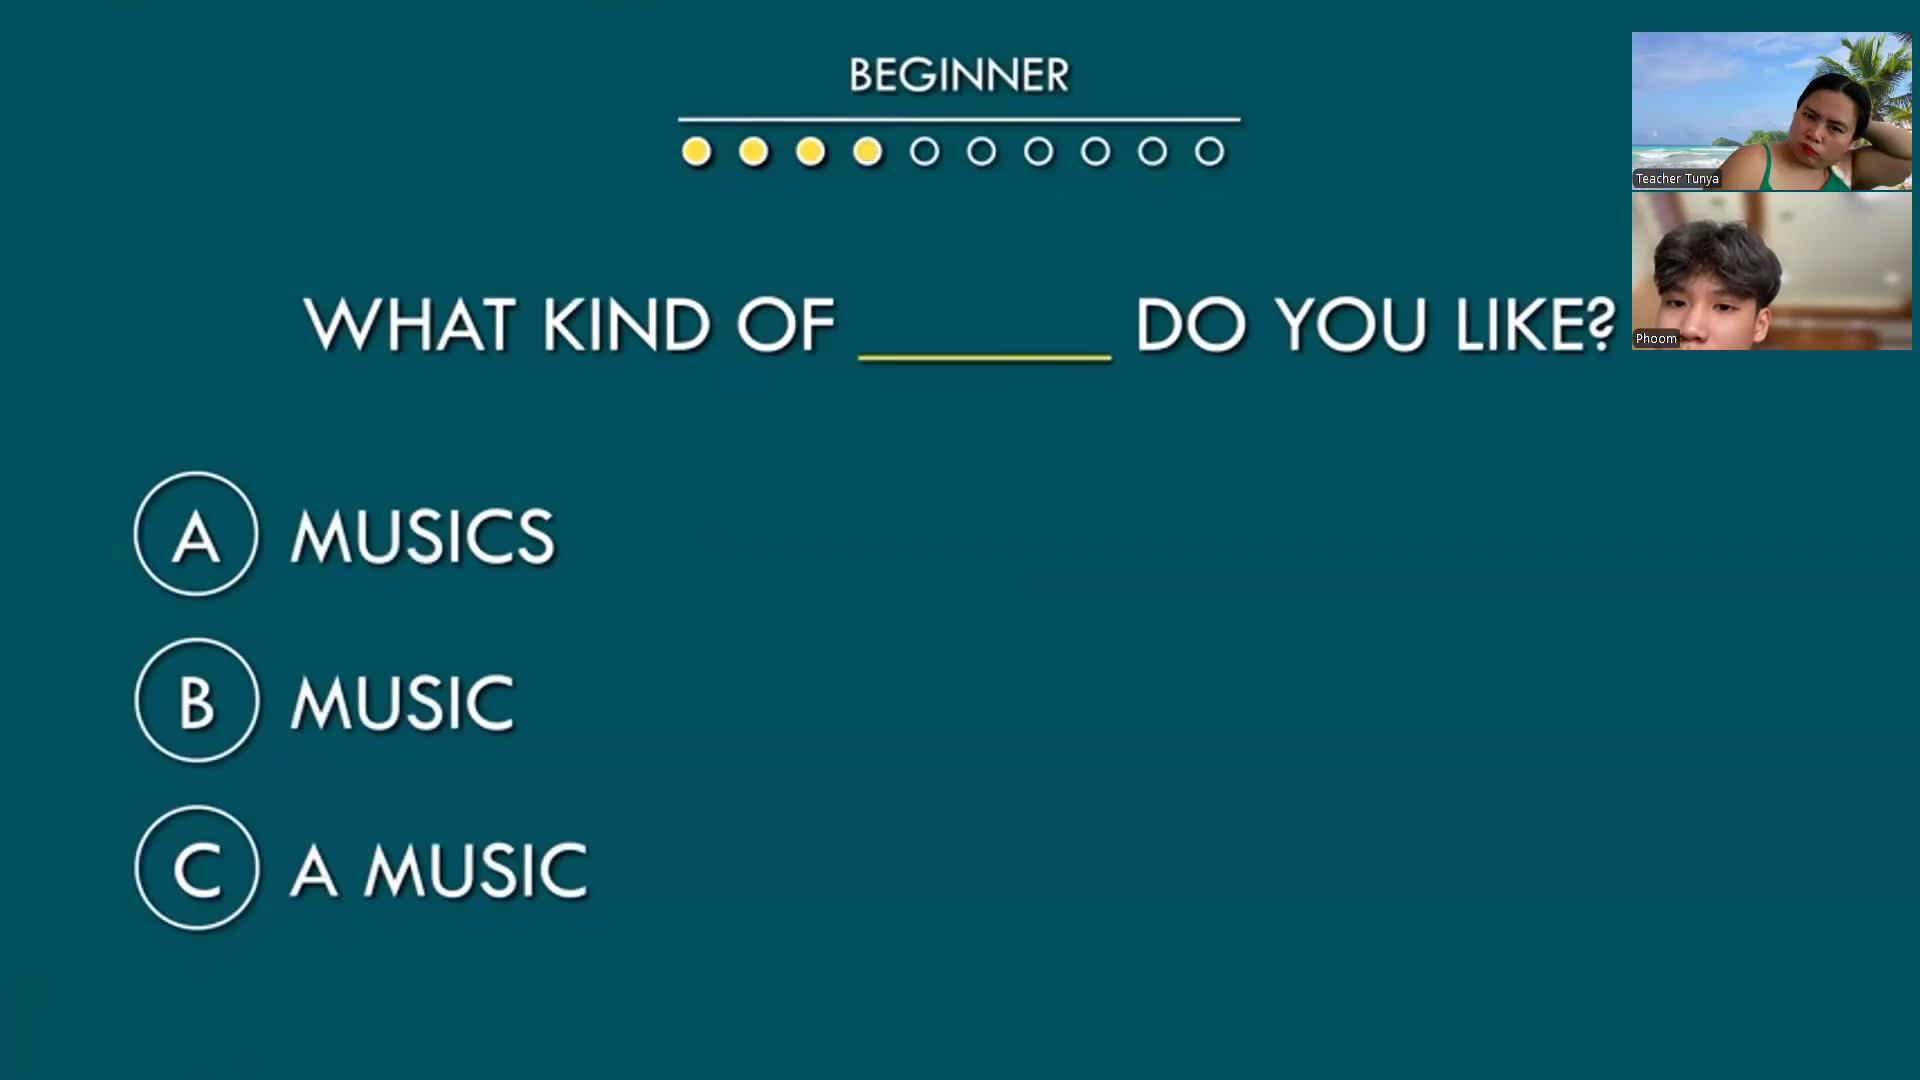 BEGINNER
WHAT KIND OF ______ DO YOU LIKE?
A MUSICS
B MUSIC
C A MUSIC
Teacher Tunya
Phoom